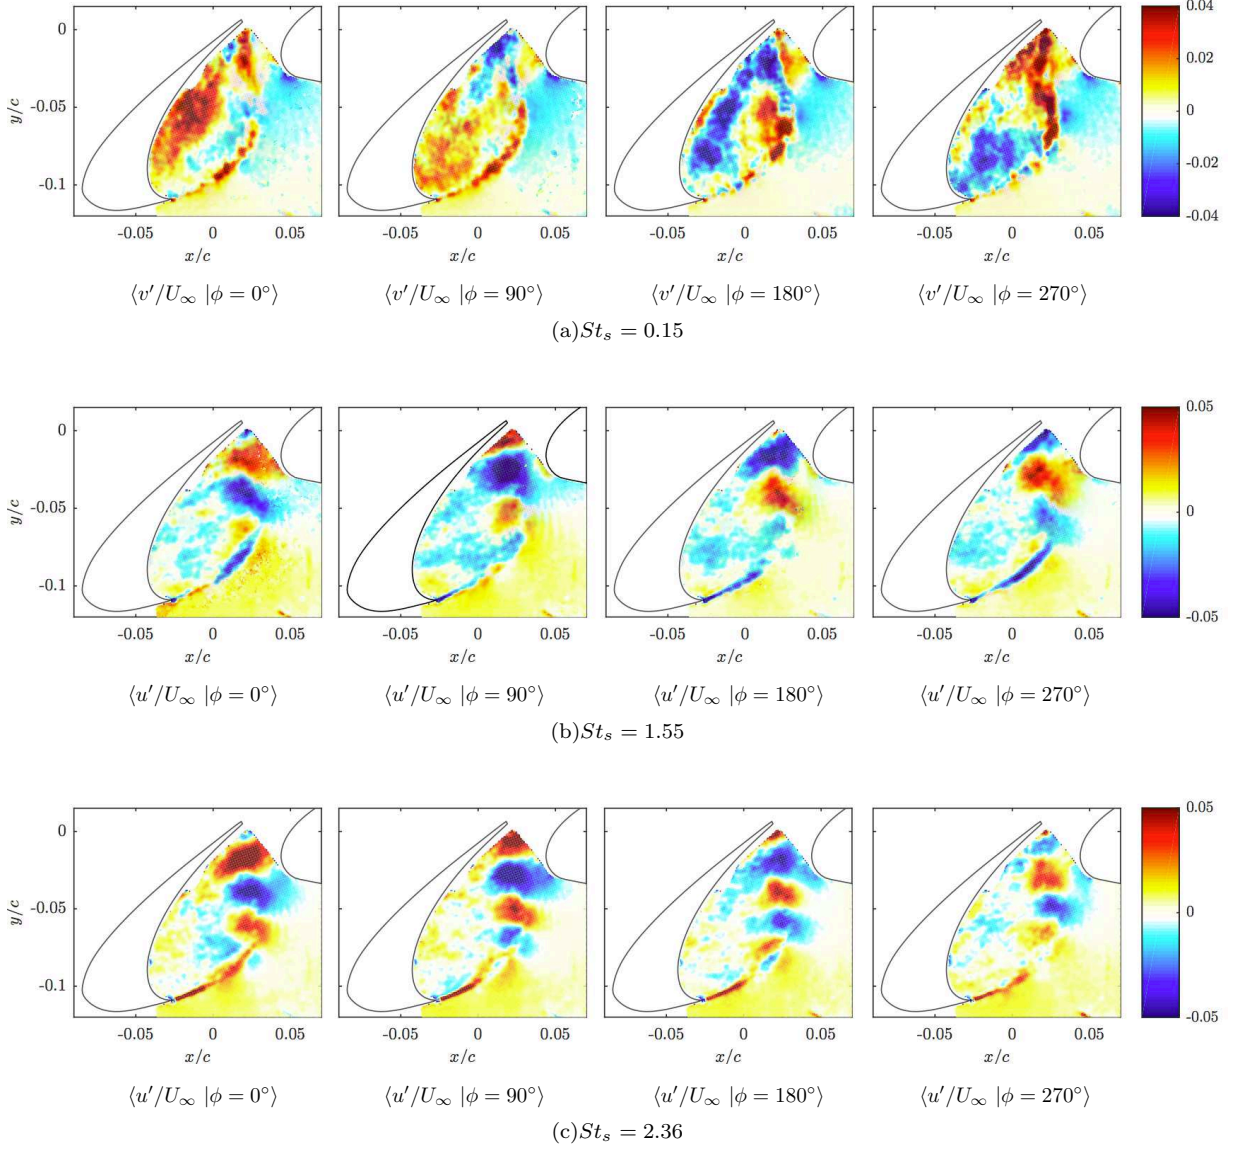 0
-0.05
-0.1
y/c
-0.05 0 0.05
x/c
-0.05 0 0.05
x/c
-0.05 0 0.05
x/c
-0.05 0 0.05
x/c
0.04
0.02
0
-0.02
-0.04
⟨v′/U∞ |ϕ = 0°⟩ ⟨v′/U∞ |ϕ = 90°⟩ ⟨v′/U∞ |ϕ = 180°⟩ ⟨v′/U∞ |ϕ = 270°⟩
(a)St_s = 0.15
0
-0.05
-0.1
y/c
-0.05 0 0.05
x/c
-0.05 0 0.05
x/c
-0.05 0 0.05
x/c
-0.05 0 0.05
x/c
0.05
0
-0.05
⟨u′/U∞ |ϕ = 0°⟩ ⟨u′/U∞ |ϕ = 90°⟩ ⟨u′/U∞ |ϕ = 180°⟩ ⟨u′/U∞ |ϕ = 270°⟩
(b)St_s = 1.55
0
-0.05
-0.1
y/c
-0.05 0 0.05
x/c
-0.05 0 0.05
x/c
-0.05 0 0.05
x/c
-0.05 0 0.05
x/c
0.05
0
-0.05
⟨u′/U∞ |ϕ = 0°⟩ ⟨u′/U∞ |ϕ = 90°⟩ ⟨u′/U∞ |ϕ = 180°⟩ ⟨u′/U∞ |ϕ = 270°⟩
(c)St_s = 2.36